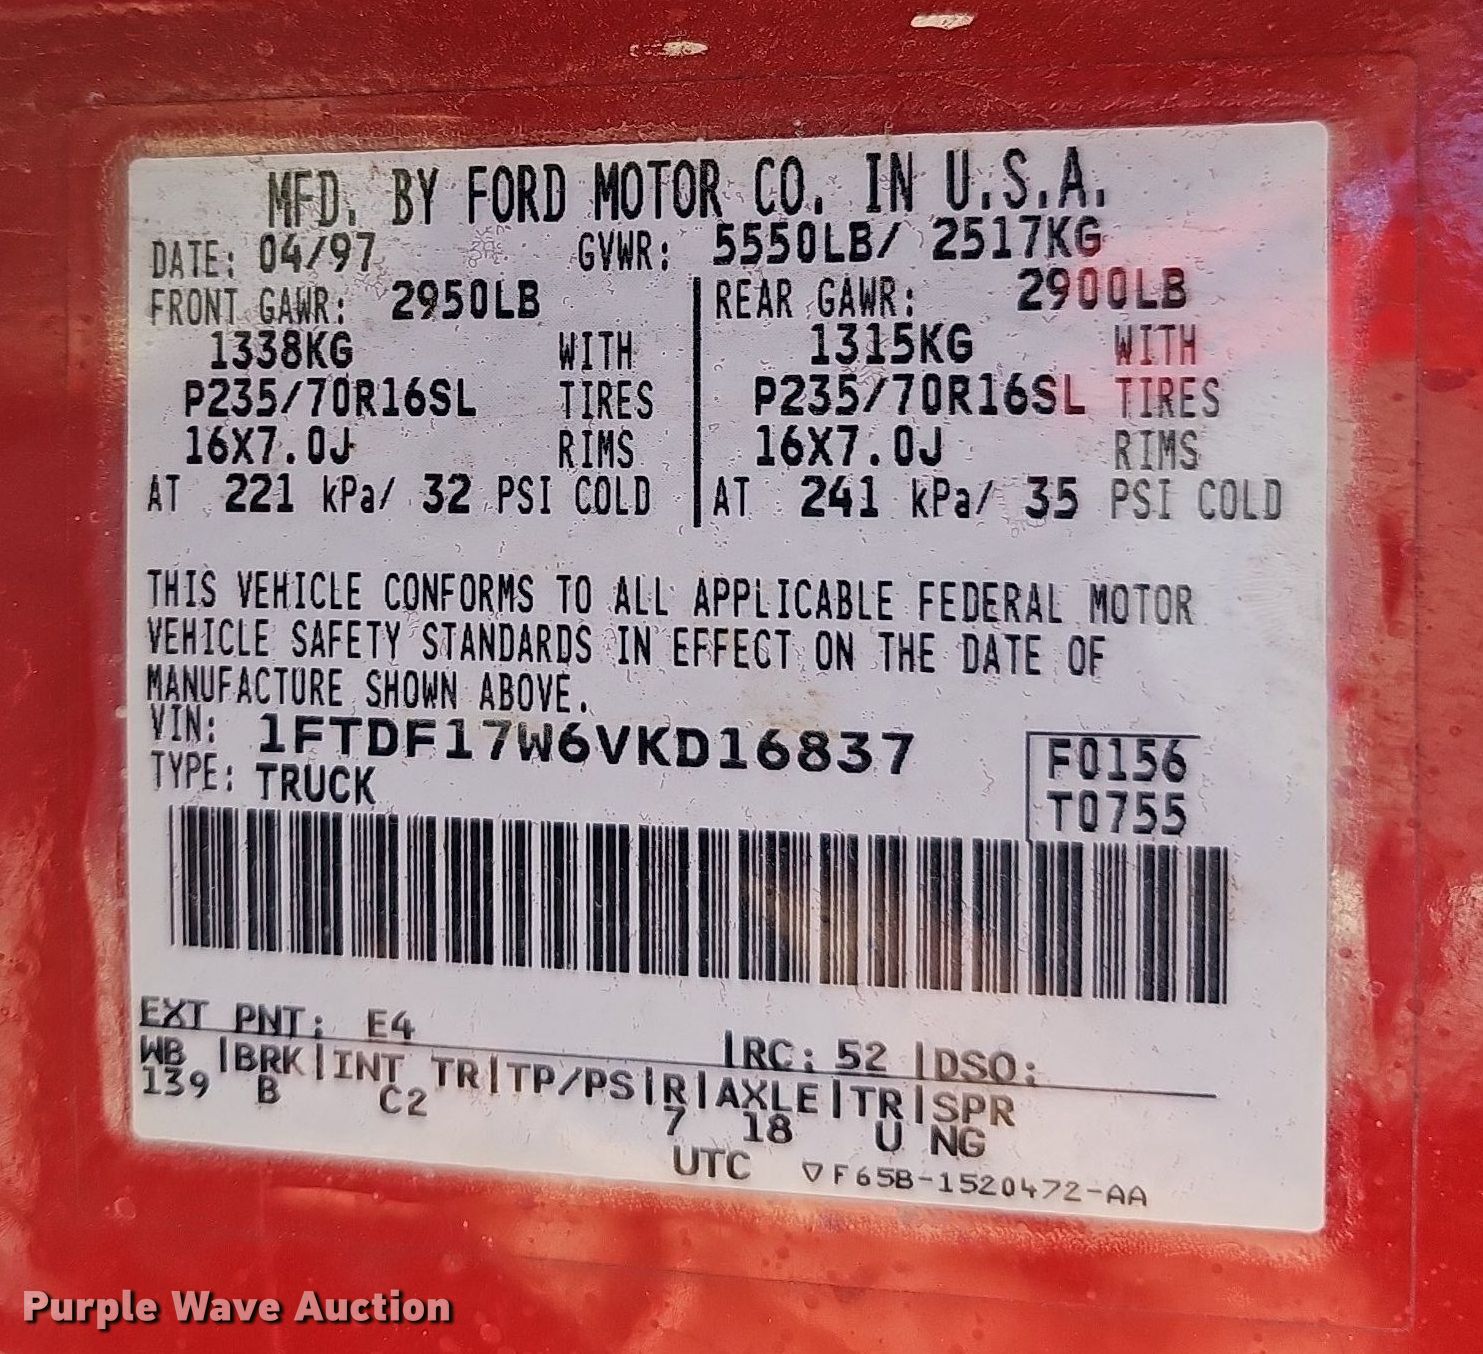 MFD. BY FORD MOTOR CO. IN U.S.A.
DATE: 04/97 GVWR: 5550LB/ 2517KG
FRONT GAWR: 2950LB REAR GAWR: 2900LB
1338KG WITH 1315KG WITH
P235/70R16SL TIRES P235/70R16SL TIRES
16X7.0J RIMS 16X7.0J RIMS
AT 221 kPa/ 32 PSI COLD AT 241 kPa/ 35 PSI COLD
THIS VEHICLE CONFORMS TO ALL APPLICABLE FEDERAL MOTOR
VEHICLE SAFETY STANDARDS IN EFFECT ON THE DATE OF
MANUFACTURE SHOWN ABOVE.
VIN: 1FTDF17W6VKD16837 F0156
TYPE: TRUCK T0755
EXT PNT: E4 |RC: 52 |DSO:
WB |BRK|INT TR|TP/PS|R|AXLE|TR|SPR
139 B C2 7 18 U NG
UTC ▽F65B-1520472-AA
Purple Wave Auction